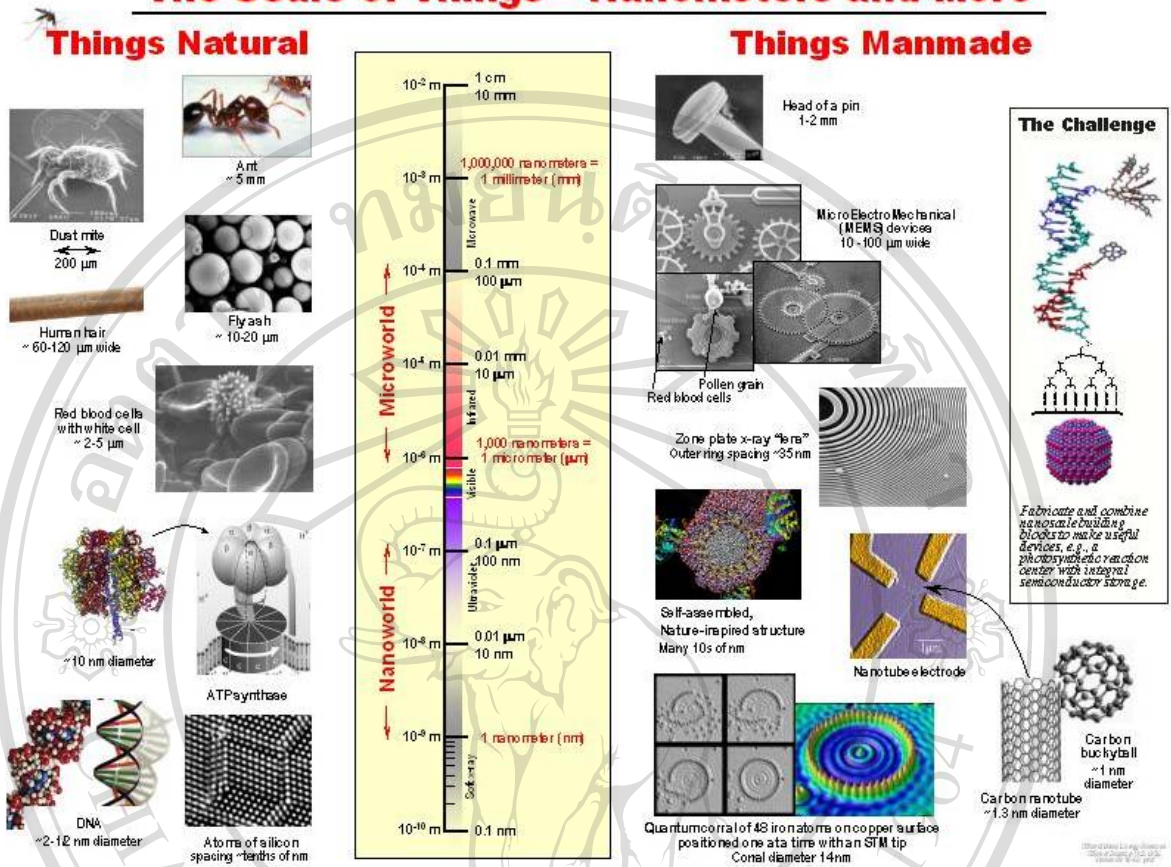 The Scale of Things – Nanometers and More
Things Natural
Things Manmade
Ant
~ 5 mm
Dust mite
200 µm
Human hair
~ 60-120 µm wide
Fly ash
~ 10-20 µm
Red blood cells
with white cell
~ 2-5 µm
~10 nm diameter
ATP synthase
DNA
~2-1/2 nm diameter
Atoms of silicon
spacing ~tenths of nm
10⁻² m
1 cm
10 mm
1,000,000 nanometers =
10⁻³ m
1 millimeter (mm)
Microwave
10⁻⁴ m
0.1 mm
100 µm
Microworld
10⁻⁵ m
0.01 mm
10 µm
Infrared
1,000 nanometers =
10⁻⁶ m
1 micrometer (µm)
Visible
10⁻⁷ m
0.1 µm
100 nm
Ultraviolet
Nanoworld
10⁻⁸ m
0.01 µm
10 nm
10⁻⁹ m
1 nanometer (nm)
Soft x-ray
10⁻¹⁰ m
0.1 nm
Head of a pin
1-2 mm
MicroElectroMechanical
(MEMS) devices
10 -100 µm wide
Pollen grain
Red blood cells
Zone plate x-ray "lens"
Outer ring spacing ~35 nm
Self-assembled,
Nature-inspired structure
Many 10s of nm
1µm
Nanotube electrode
Quantum corral of 48 iron atoms on copper surface
positioned one at a time with an STM tip
Corral diameter 14 nm
Carbon nanotube
~1.3 nm diameter
Carbon
buckyball
~1 nm
diameter
The Challenge
Fabricate and combine
nanoscale building
blocks to make useful
devices, e.g., a
photosynthetic reaction
center with integral
semiconductor storage.